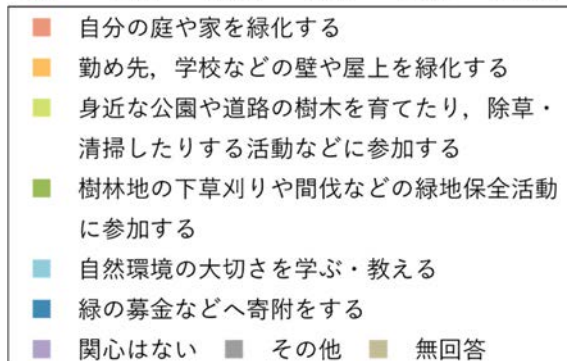 自分の庭や家を緑化する
勤め先，学校などの壁や屋上を緑化する
身近な公園や道路の樹木を育てたり，除草・
清掃したりする活動などに参加する
樹林地の下草刈りや間伐などの緑地保全活動
に参加する
自然環境の大切さを学ぶ・教える
緑の募金などへ寄附をする
関心はない　その他　無回答